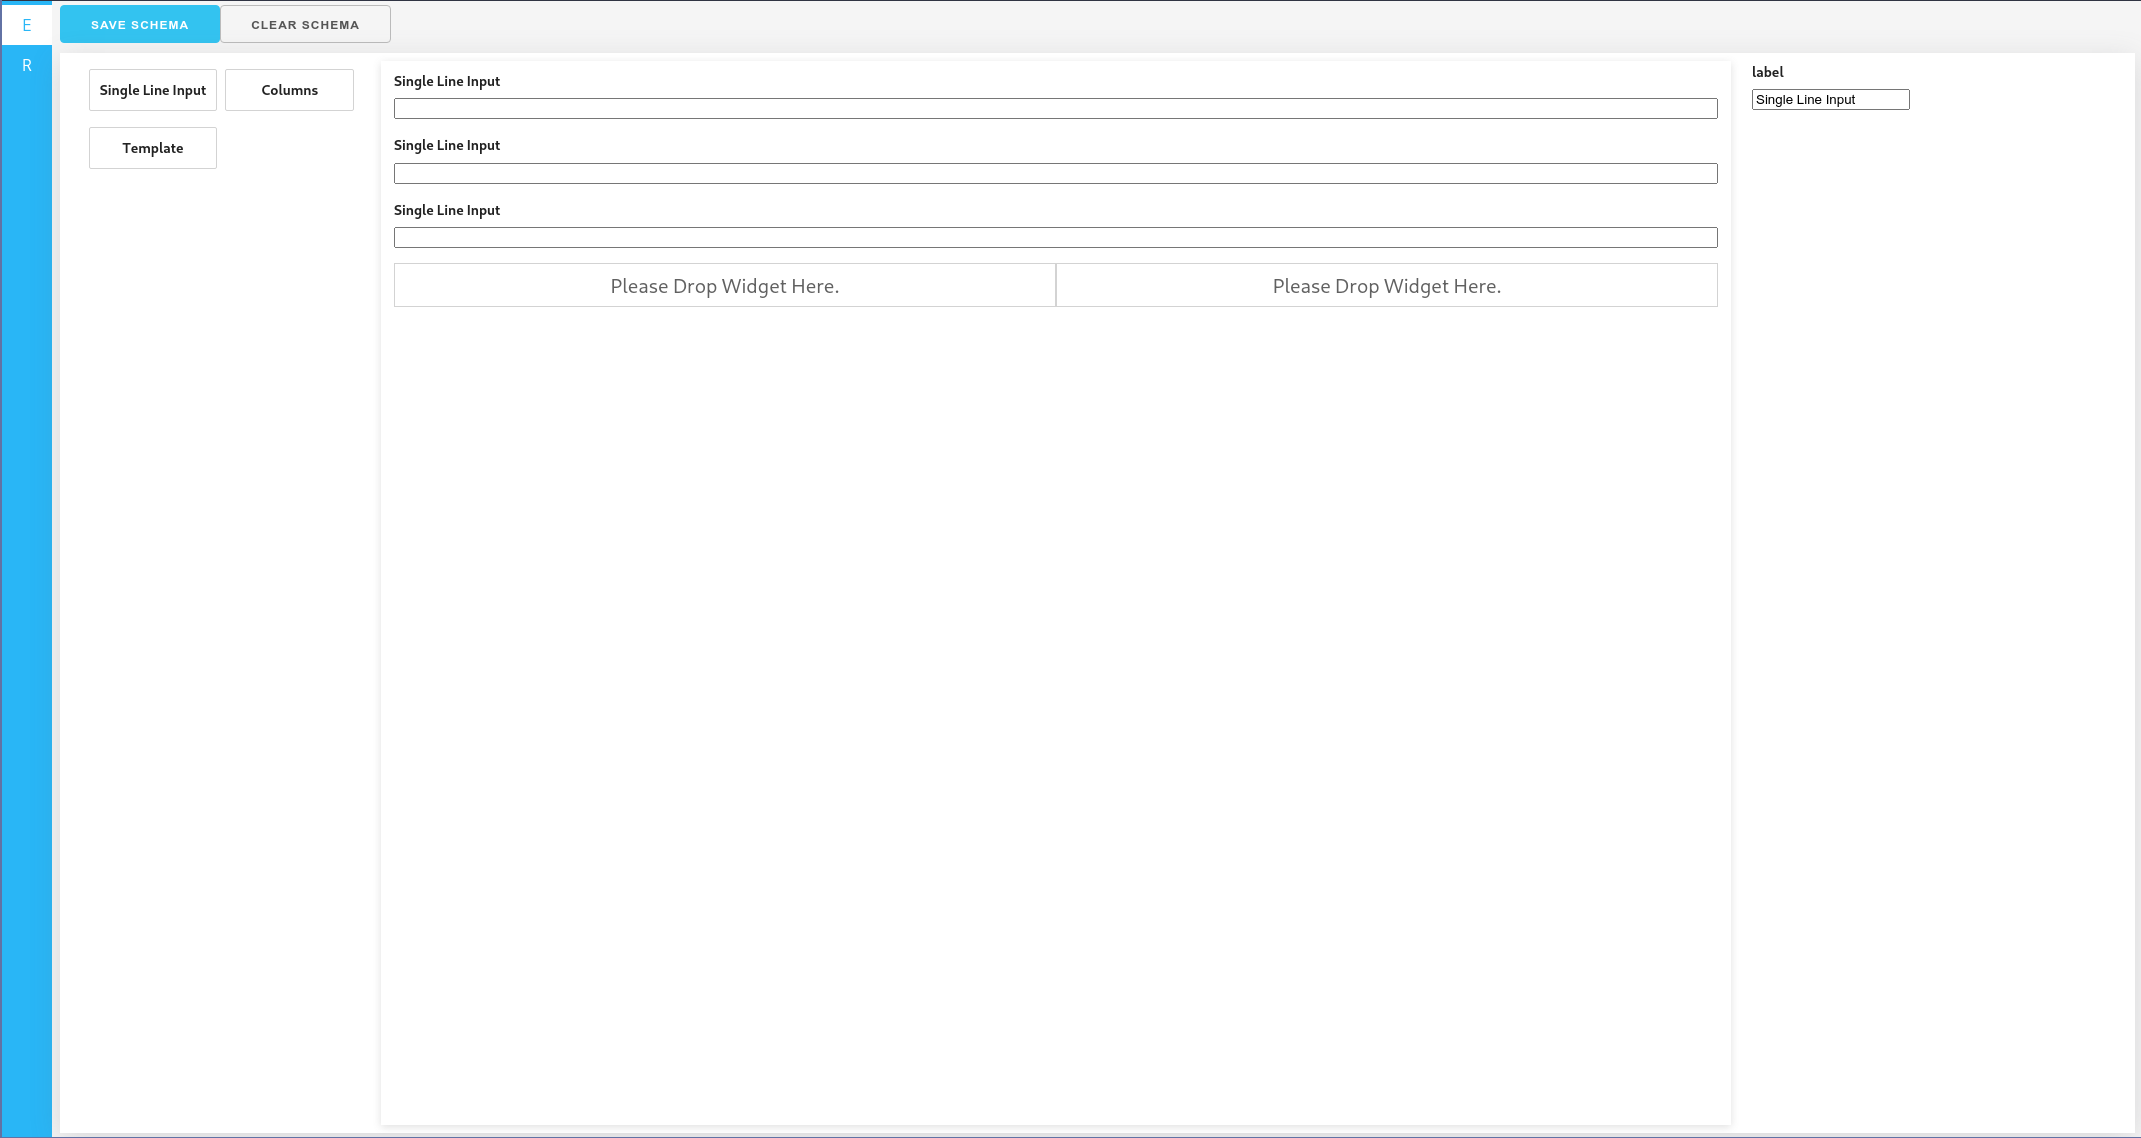 E
R
SAVE SCHEMA
CLEAR SCHEMA
Single Line Input
Columns
Template
Single Line Input
Single Line Input
Single Line Input
Please Drop Widget Here.
Please Drop Widget Here.
label
Single Line Input